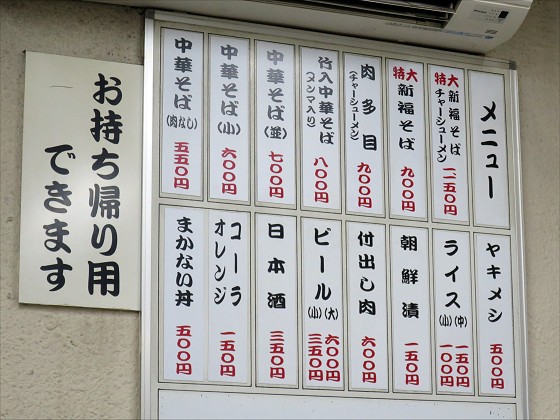 メニュー
特大 新福そば
チャーシューメン
一二五〇円
特大 新福そば
九〇〇円
肉多目
(チャーシューメン)
九〇〇円
竹入中華そば
(メンマ入り)
八〇〇円
中華そば(並)
七〇〇円
中華そば(小)
六〇〇円
中華そば(肉なし)
五五〇円
ヤキメシ
五〇〇円
ライス(中)
一五〇円
(小)
一〇〇円
朝鮮漬
一五〇円
付出し肉
六〇〇円
ビール(大)
六〇〇円
(小)
三五〇円
日本酒
三五〇円
コーラ
オレンジ
一五〇円
まかない丼
五〇〇円
お持ち帰り用
できます